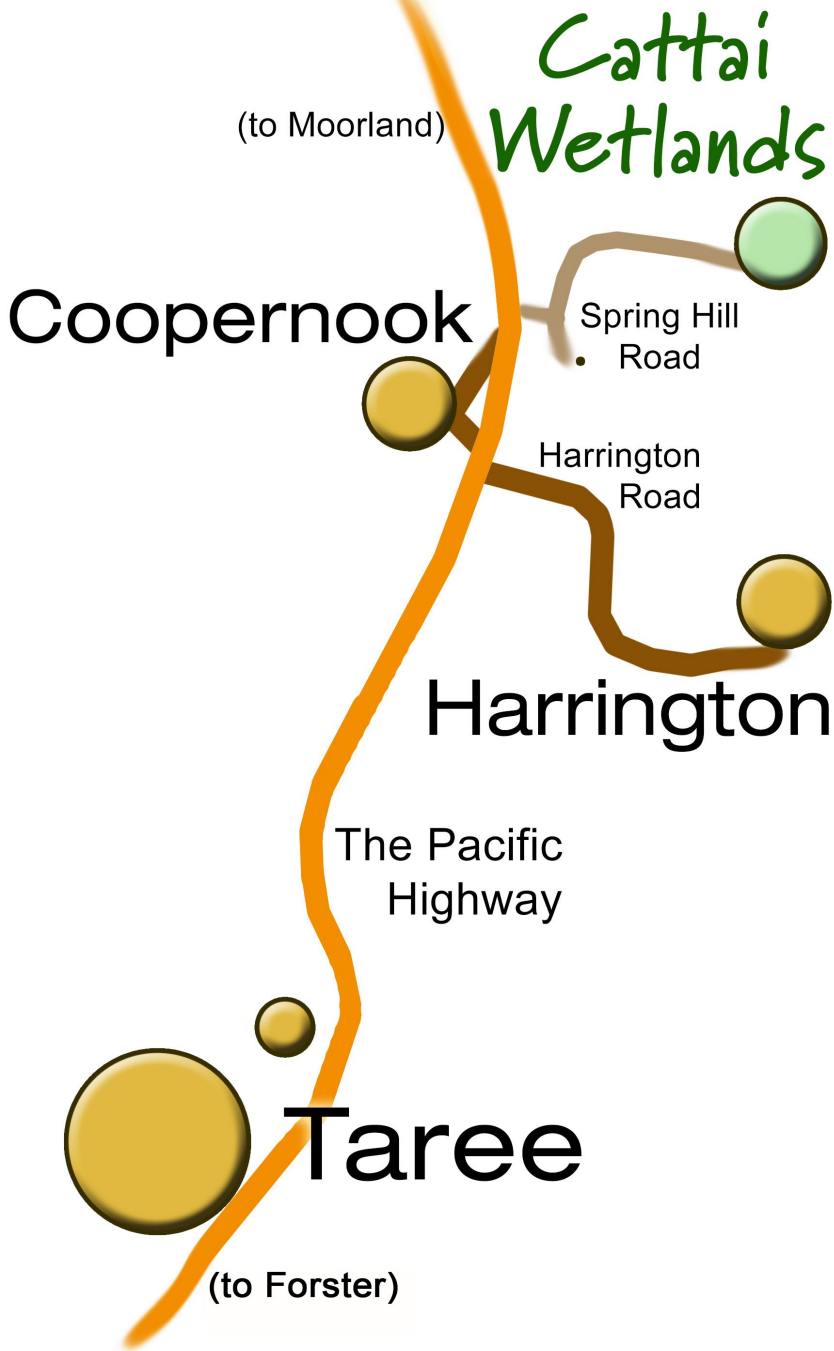 Cattai
Wetlands
(to Moorland)
Coopernook
Spring Hill
Road
Harrington
Road
Harrington
The Pacific
Highway
Taree
(to Forster)